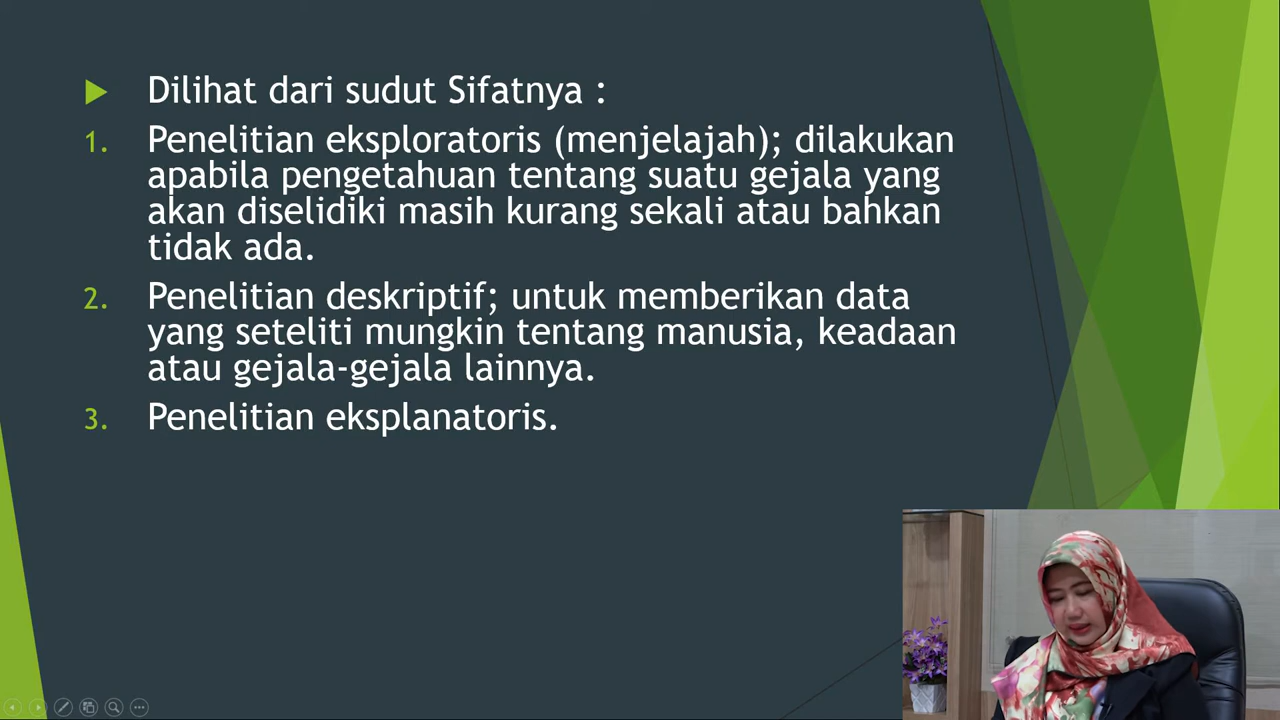 Dilihat dari sudut Sifatnya :
1. Penelitian eksploratoris (menjelajah); dilakukan
apabila pengetahuan tentang suatu gejala yang
akan diselidiki masih kurang sekali atau bahkan
tidak ada.
2. Penelitian deskriptif; untuk memberikan data
yang seteliti mungkin tentang manusia, keadaan
atau gejala-gejala lainnya.
3. Penelitian eksplanatoris.